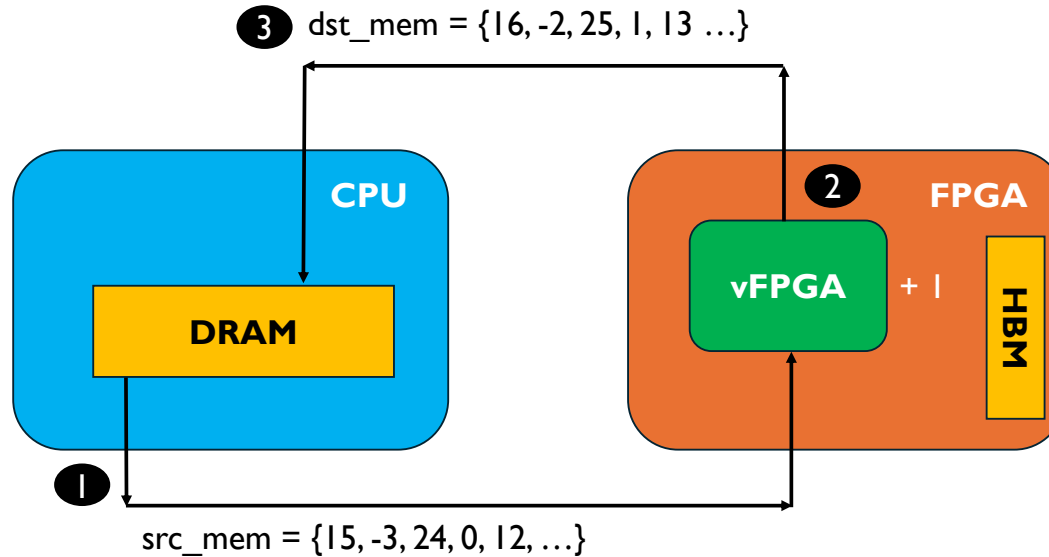 3 dst_mem = {16, -2, 25, 1, 13 ...}
CPU
2
FPGA
vFPGA
+ 1
HBM
DRAM
1
src_mem = {15, -3, 24, 0, 12, ...}